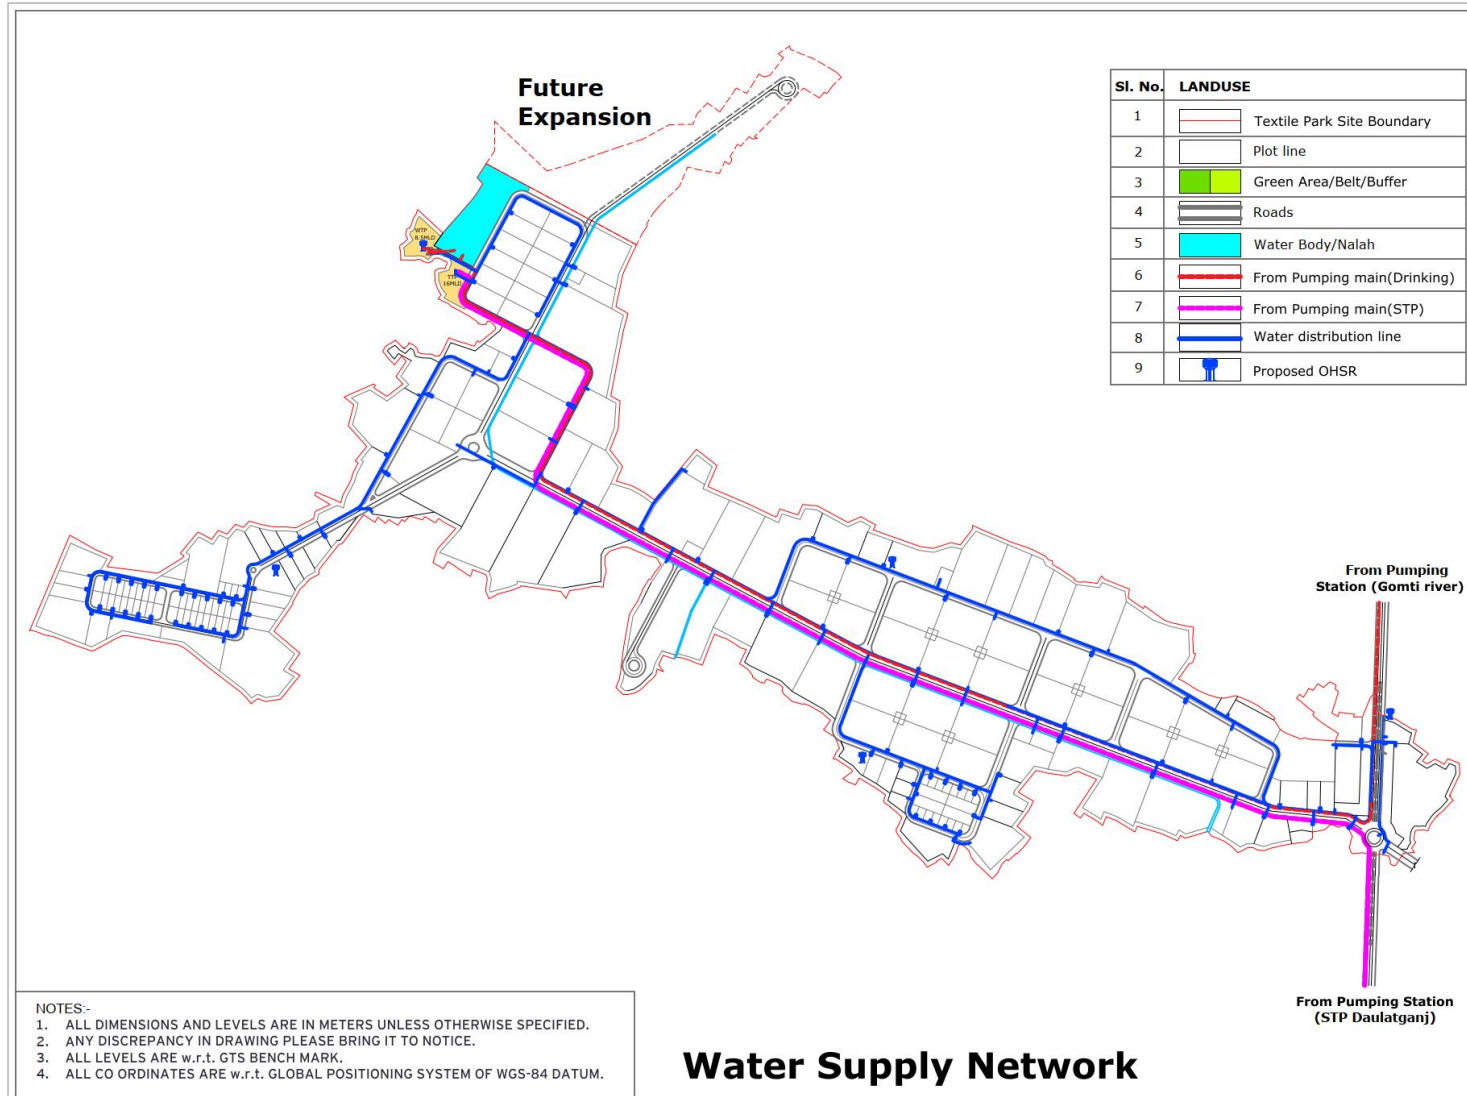 Future
Expansion
Sl. No. LANDUSE
1 Textile Park Site Boundary
2 Plot line
3 Green Area/Belt/Buffer
4 Roads
5 Water Body/Nalah
6 From Pumping main(Drinking)
7 From Pumping main(STP)
8 Water distribution line
9 Proposed OHSR
WTP
8.5MLD
TTP
16MLD
From Pumping
Station (Gomti river)
From Pumping Station
(STP Daulatganj)
NOTES:-
1. ALL DIMENSIONS AND LEVELS ARE IN METERS UNLESS OTHERWISE SPECIFIED.
2. ANY DISCREPANCY IN DRAWING PLEASE BRING IT TO NOTICE.
3. ALL LEVELS ARE w.r.t. GTS BENCH MARK.
4. ALL CO ORDINATES ARE w.r.t. GLOBAL POSITIONING SYSTEM OF WGS-84 DATUM.
Water Supply Network